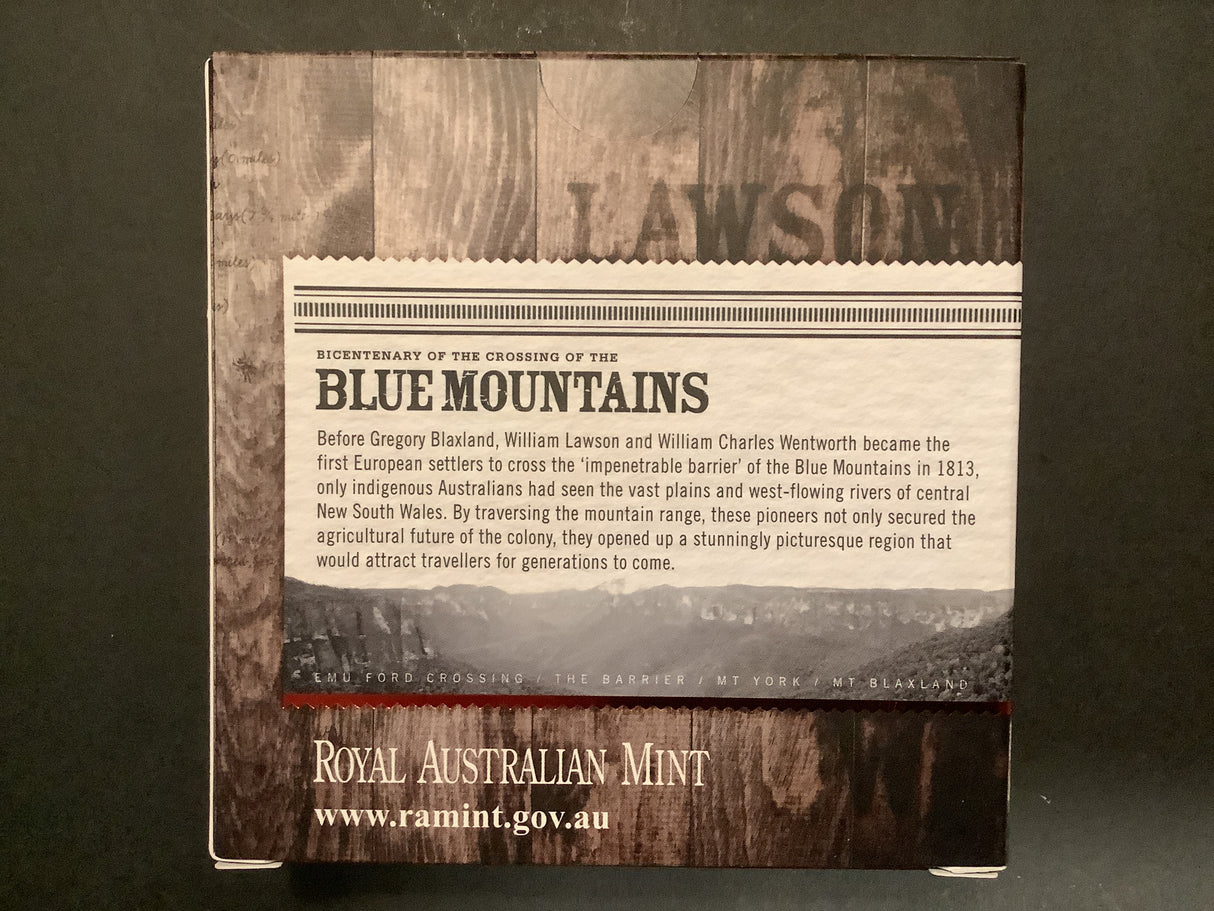 (0 miles)
LAWSON
miles)
BICENTENARY OF THE CROSSING OF THE
BLUE MOUNTAINS
Before Gregory Blaxland, William Lawson and William Charles Wentworth became the
first European settlers to cross the ‘impenetrable barrier’ of the Blue Mountains in 1813,
only indigenous Australians had seen the vast plains and west-flowing rivers of central
New South Wales. By traversing the mountain range, these pioneers not only secured the
agricultural future of the colony, they opened up a stunningly picturesque region that
would attract travellers for generations to come.
EMU FORD CROSSING / THE BARRIER / MT YORK / MT BLAXLAND
ROYAL AUSTRALIAN MINT
www.ramint.gov.au